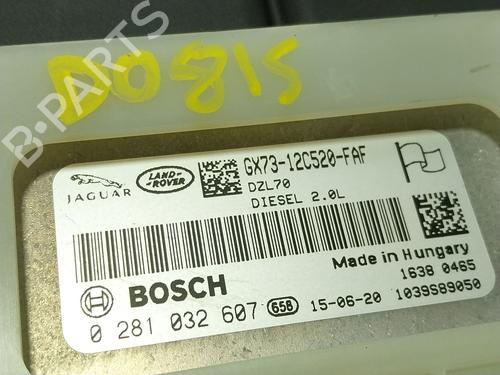 D081S
B-PARTS
JAGUAR
LAND-
ROVER
GX73-12C520-FAF
DZL70
DIESEL 2.0L
Made in Hungary
1638 0465
BOSCH
0 281 032 607 658 15-06-20 1039S89050